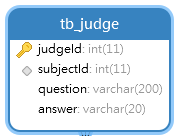 tb_judge
judgeId: int(11)
subjectId: int(11)
question: varchar(200)
answer: varchar(20)